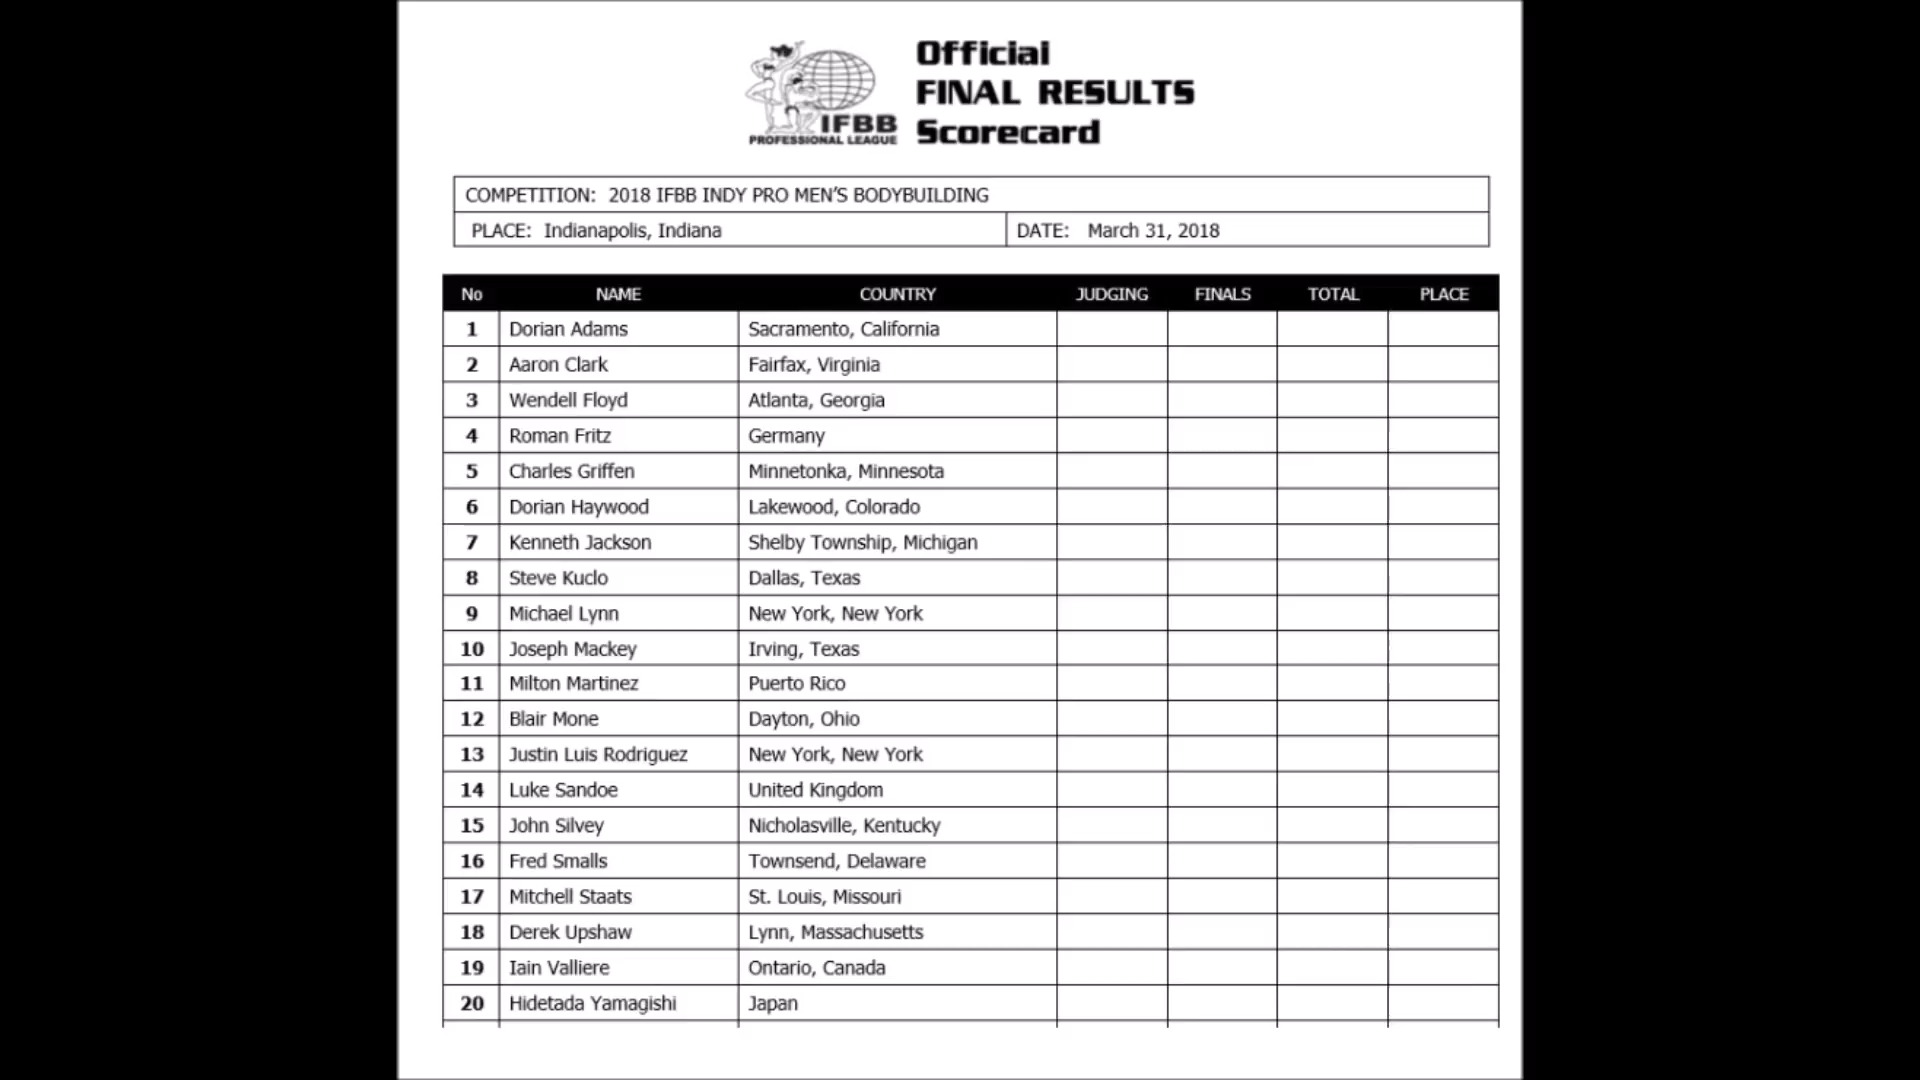 Official
FINAL RESULTS
Scorecard
IFBB
PROFESSIONAL LEAGUE
COMPETITION: 2018 IFBB INDY PRO MEN'S BODYBUILDING
PLACE: Indianapolis, Indiana DATE: March 31, 2018
No NAME COUNTRY JUDGING FINALS TOTAL PLACE
1 Dorian Adams Sacramento, California
2 Aaron Clark Fairfax, Virginia
3 Wendell Floyd Atlanta, Georgia
4 Roman Fritz Germany
5 Charles Griffen Minnetonka, Minnesota
6 Dorian Haywood Lakewood, Colorado
7 Kenneth Jackson Shelby Township, Michigan
8 Steve Kuclo Dallas, Texas
9 Michael Lynn New York, New York
10 Joseph Mackey Irving, Texas
11 Milton Martinez Puerto Rico
12 Blair Mone Dayton, Ohio
13 Justin Luis Rodriguez New York, New York
14 Luke Sandoe United Kingdom
15 John Silvey Nicholasville, Kentucky
16 Fred Smalls Townsend, Delaware
17 Mitchell Staats St. Louis, Missouri
18 Derek Upshaw Lynn, Massachusetts
19 Iain Valliere Ontario, Canada
20 Hidetada Yamagishi Japan